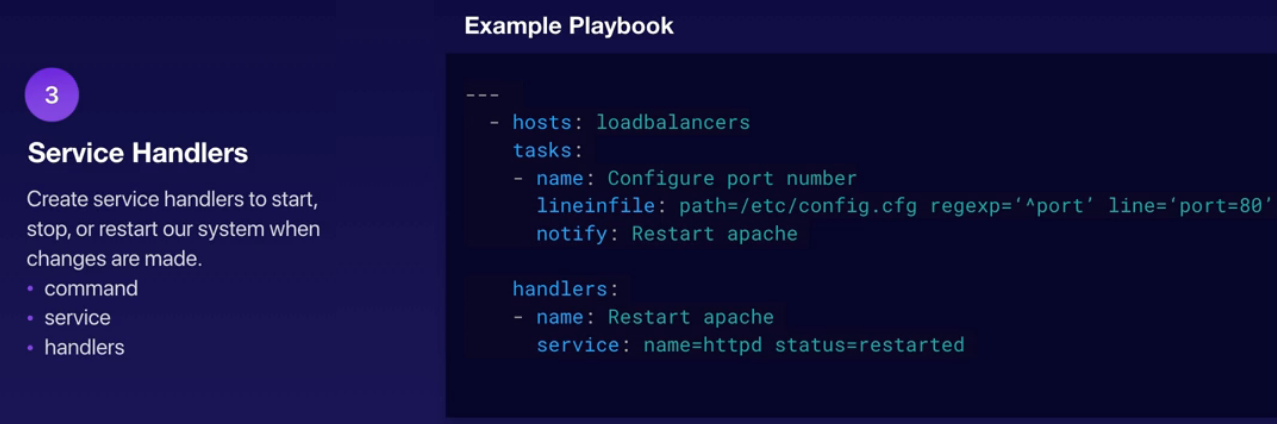 3
Service Handlers
Create service handlers to start,
stop, or restart our system when
changes are made.
• command
• service
• handlers
Example Playbook
---
  - hosts: loadbalancers
    tasks:
    - name: Configure port number
      lineinfile: path=/etc/config.cfg regexp=‘^port’ line=‘port=80’
      notify: Restart apache

    handlers:
    - name: Restart apache
      service: name=httpd status=restarted